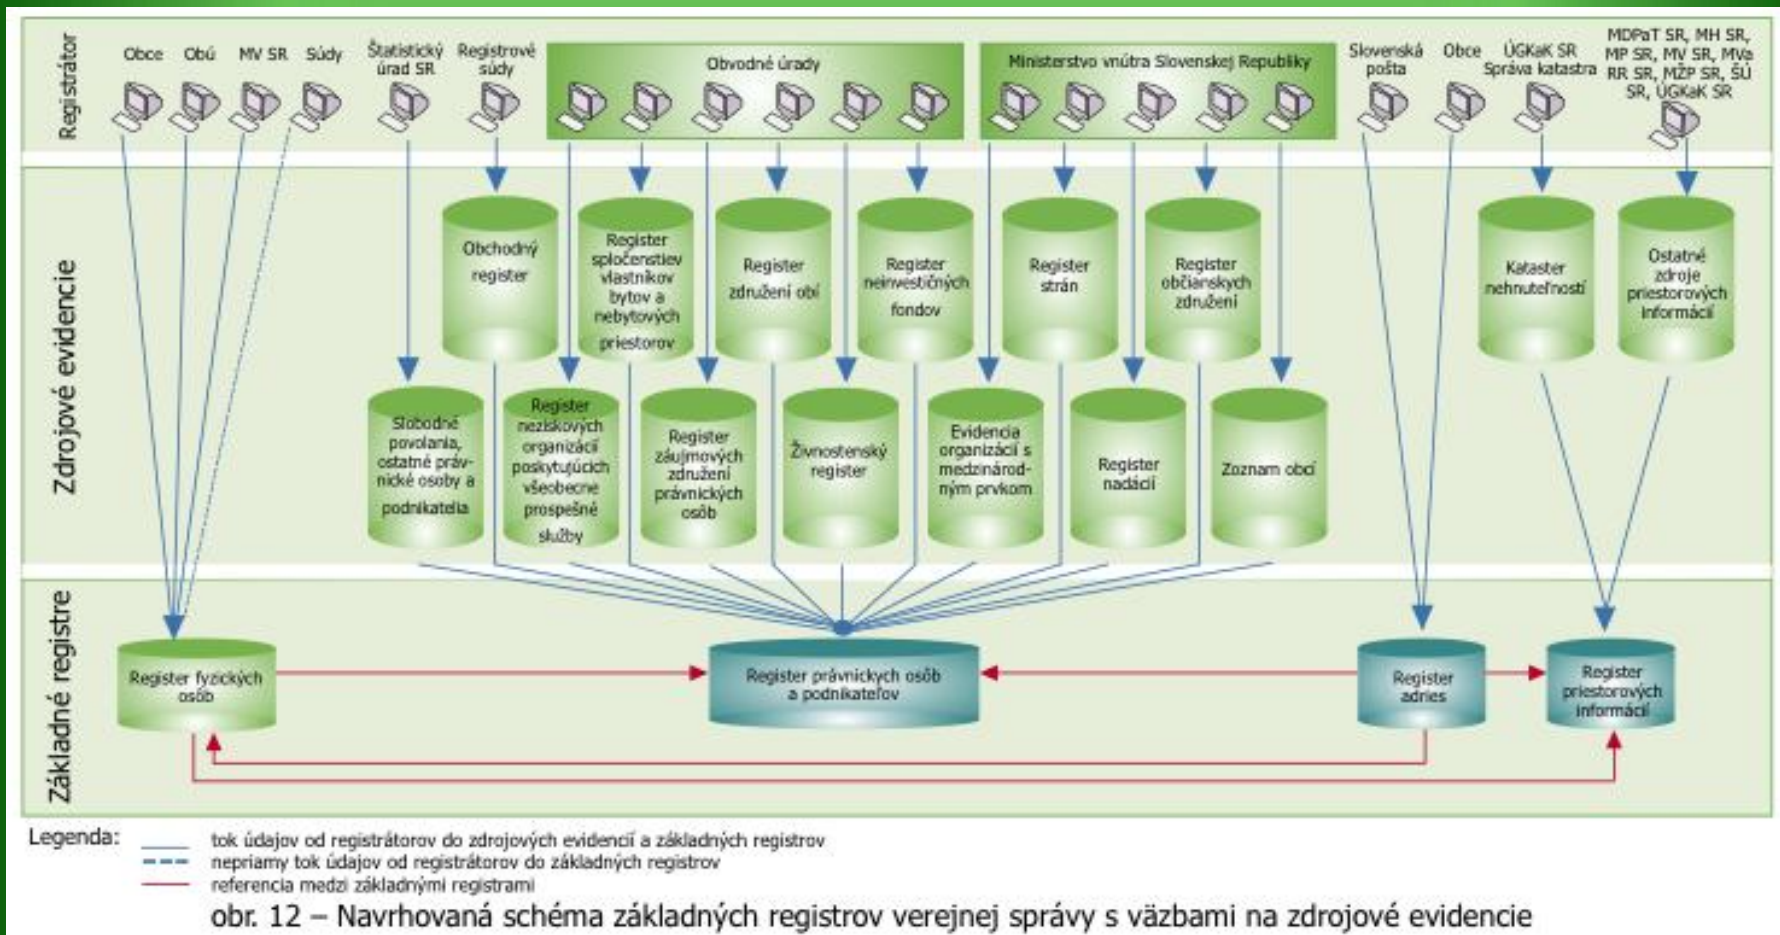 Registrátor
Obce
Obú
MV SR
Súdy
Štatistický
úrad SR
Registrové
súdy
Obvodné úrady
Ministerstvo vnútra Slovenskej Republiky
Slovenská
pošta
Obce
ÚGKaK SR
Správa katastra
MDPaT SR, MH SR,
MP SR, MV SR, MVa
RR SR, MŽP SR, ŠÚ
SR, ÚGKaK SR
Zdrojové evidencie
Obchodný
register
Register
spločenstiev
vlastníkov
bytov a
nebytových
priestorov
Register
združení obí
Register
neinvestičných
fondov
Register
strán
Register
občianskych
združení
Kataster
nehnuteľností
Ostatné
zdroje
priestorových
informácií
Slobodné
povolania,
ostatné práv-
nické osoby a
podnikatelia
Register
neziskových
organizácií
poskytujúcich
všeobecne
prospešné
služby
Register
záujmových
združení
právnických
osôb
Živnostenský
register
Evidencia
organizácií s
medzinárod-
ným prvkom
Register
nadácií
Zoznam obcí
Základné registre
Register fyzických
osôb
Register právnických osôb
a podnikateľov
Register
adries
Register
priestorových
informácií
Legenda:
tok údajov od registrátorov do zdrojových evidencií a základných registrov
nepriamy tok údajov od registrátorov do základných registrov
referencia medzi základnými registrami
obr. 12 – Navrhovaná schéma základných registrov verejnej správy s väzbami na zdrojové evidencie